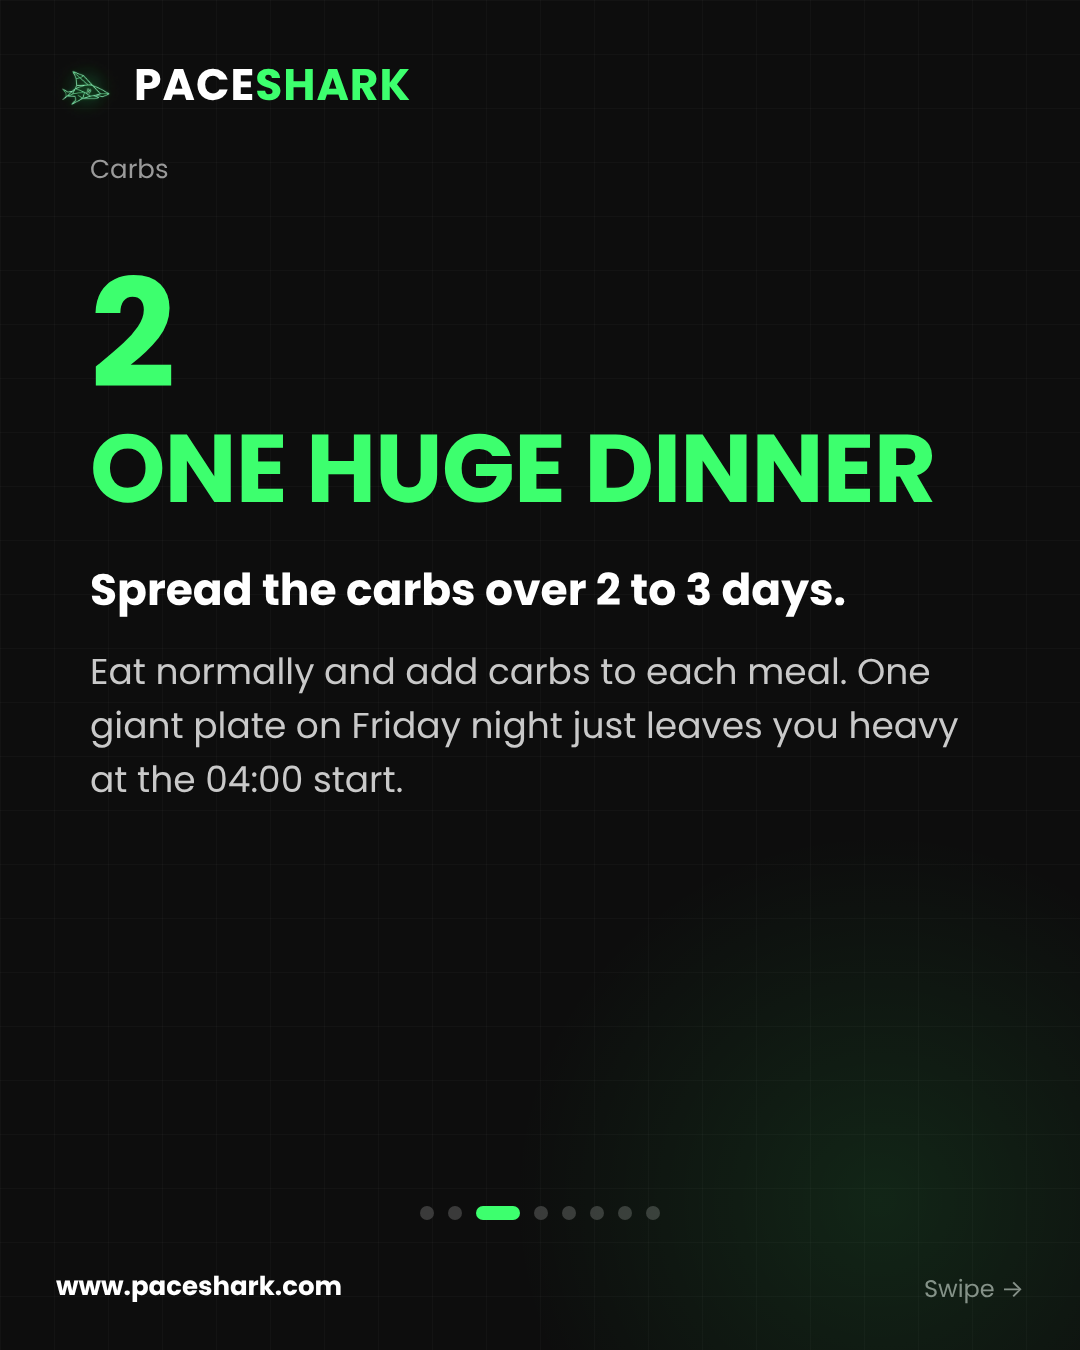 PACESHARK
Carbs
2
ONE HUGE DINNER
Spread the carbs over 2 to 3 days.
Eat normally and add carbs to each meal. One
giant plate on Friday night just leaves you heavy
at the 04:00 start.
www.paceshark.com
Swipe →